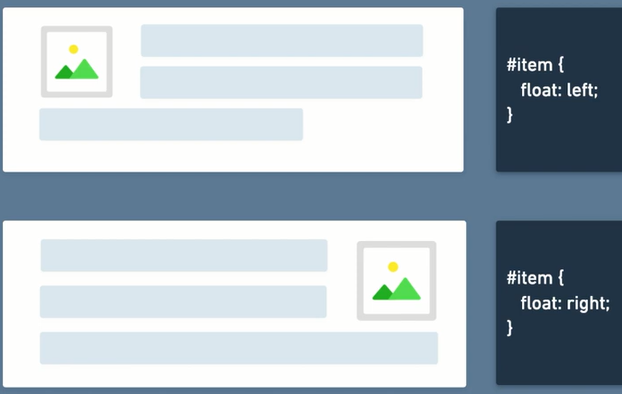 #item {
float: left;
}
#item {
float: right;
}